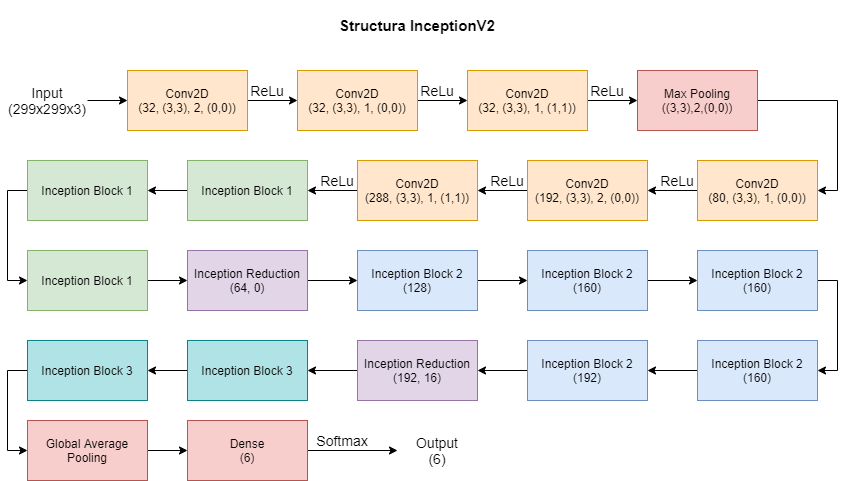 Structura InceptionV2
Input
(299x299x3)
Conv2D
(32, (3,3), 2, (0,0))
ReLu
Conv2D
(32, (3,3), 1, (0,0))
ReLu
Conv2D
(32, (3,3), 1, (1,1))
ReLu
Max Pooling
((3,3),2,(0,0))
Inception Block 1
Inception Block 1
ReLu
Conv2D
(288, (3,3), 1, (1,1))
ReLu
Conv2D
(192, (3,3), 2, (0,0))
ReLu
Conv2D
(80, (3,3), 1, (0,0))
Inception Block 1
Inception Reduction
(64, 0)
Inception Block 2
(128)
Inception Block 2
(160)
Inception Block 2
(160)
Inception Block 3
Inception Block 3
Inception Reduction
(192, 16)
Inception Block 2
(192)
Inception Block 2
(160)
Global Average
Pooling
Dense
(6)
Softmax
Output
(6)